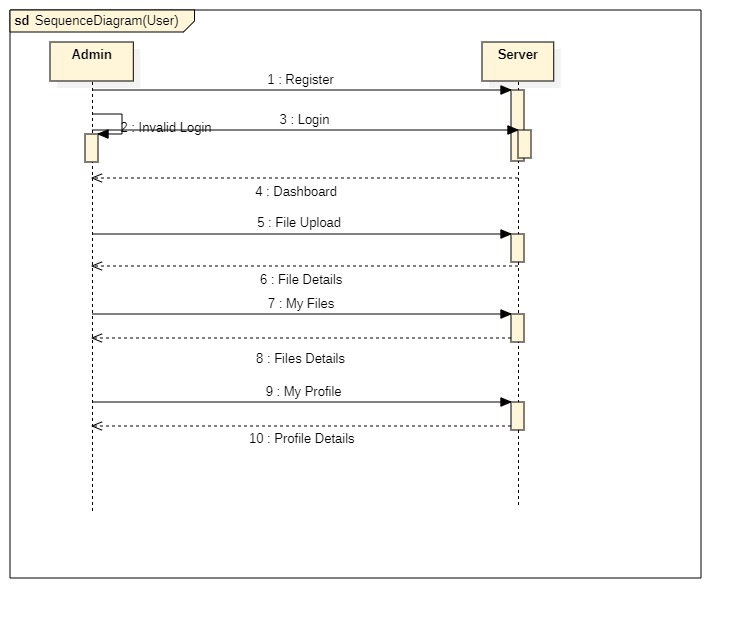 sd SequenceDiagram(User)
Admin
Server
1 : Register
2 : Invalid Login
3 : Login
4 : Dashboard
5 : File Upload
6 : File Details
7 : My Files
8 : Files Details
9 : My Profile
10 : Profile Details